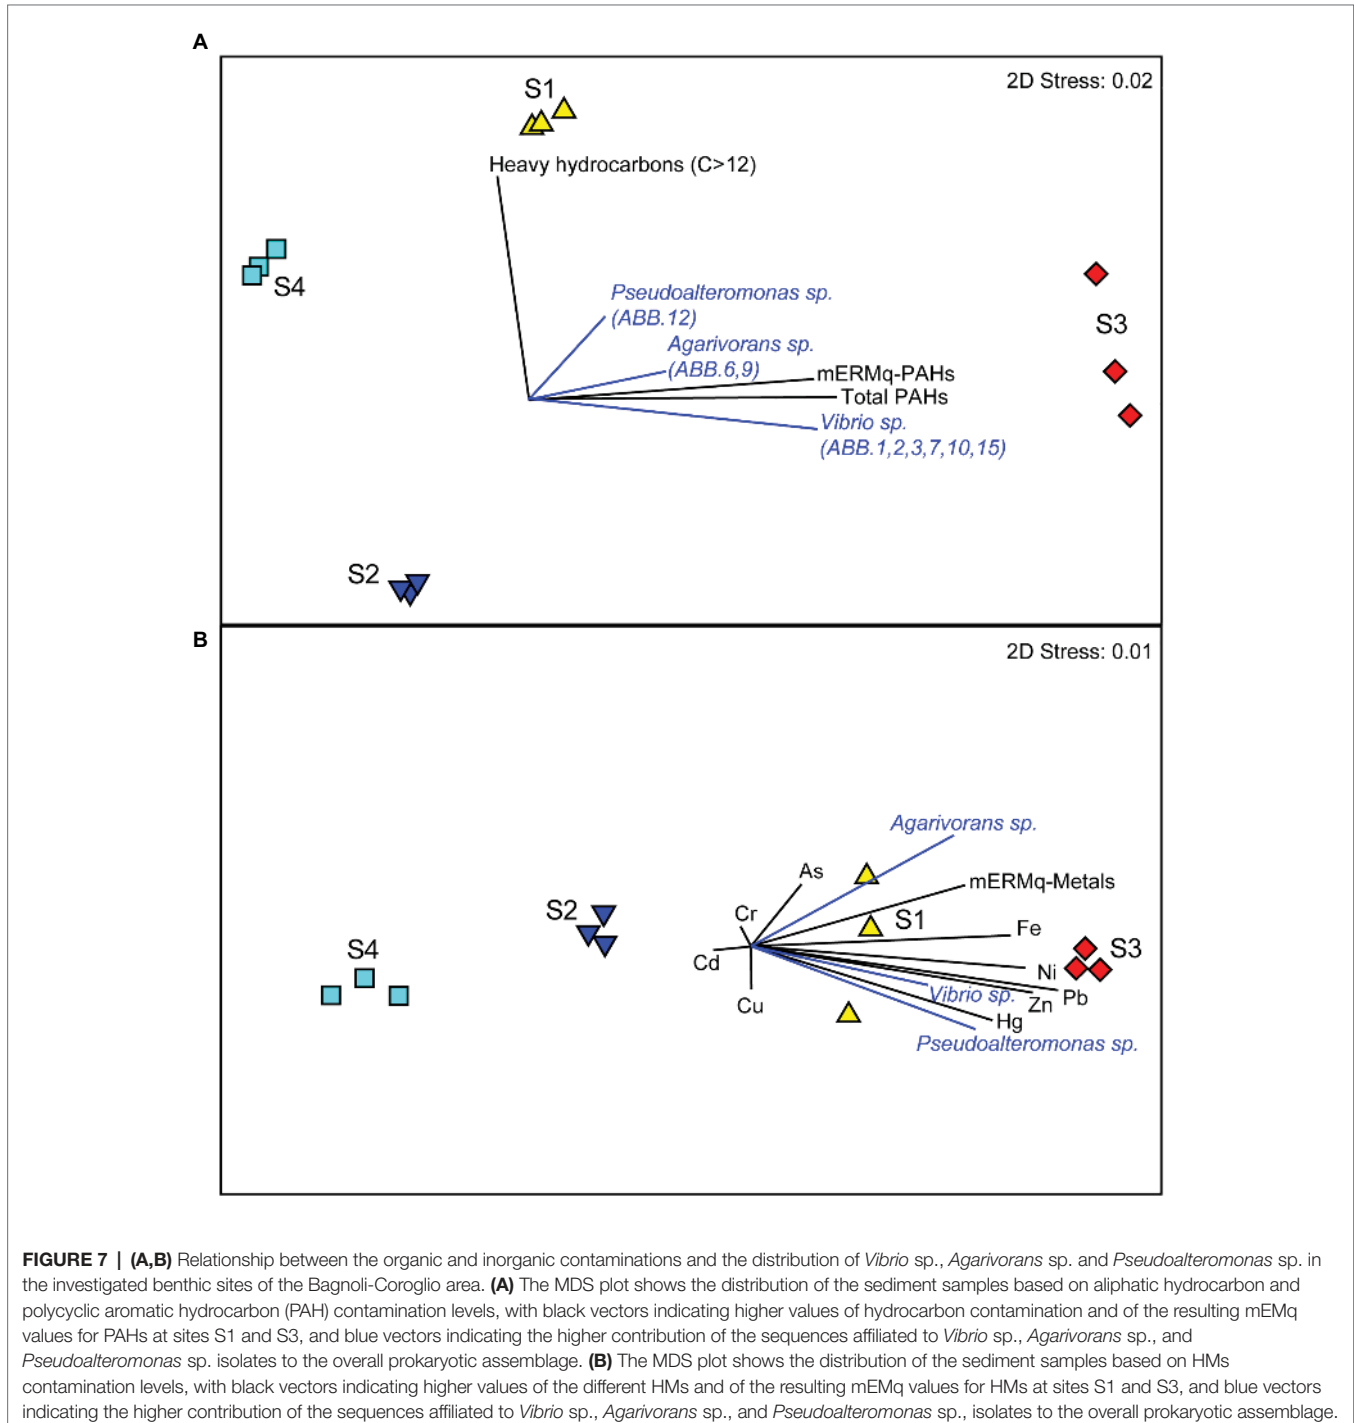 A
2D Stress: 0.02
S1
Heavy hydrocarbons (C>12)
S4
Pseudoalteromonas sp.
(ABB.12)
S3
Agarivorans sp.
(ABB.6,9)
mERMq-PAHs
Total PAHs
Vibrio sp.
(ABB.1,2,3,7,10,15)
S2
B
2D Stress: 0.01
Agarivorans sp.
As
mERMq-Metals
Cr
S2
S1
Fe
S4
S3
Cd
Ni
Vibrio sp.
Pb
Cu
Zn
Hg
Pseudoalteromonas sp.
FIGURE 7 | (A,B) Relationship between the organic and inorganic contaminations and the distribution of Vibrio sp., Agarivorans sp. and Pseudoalteromonas sp. in
the investigated benthic sites of the Bagnoli-Coroglio area. (A) The MDS plot shows the distribution of the sediment samples based on aliphatic hydrocarbon and
polycyclic aromatic hydrocarbon (PAH) contamination levels, with black vectors indicating higher values of hydrocarbon contamination and of the resulting mEMq
values for PAHs at sites S1 and S3, and blue vectors indicating the higher contribution of the sequences affiliated to Vibrio sp., Agarivorans sp., and
Pseudoalteromonas sp. isolates to the overall prokaryotic assemblage. (B) The MDS plot shows the distribution of the sediment samples based on HMs
contamination levels, with black vectors indicating higher values of the different HMs and of the resulting mEMq values for HMs at sites S1 and S3, and blue vectors
indicating the higher contribution of the sequences affiliated to Vibrio sp., Agarivorans sp., and Pseudoalteromonas sp., isolates to the overall prokaryotic assemblage.